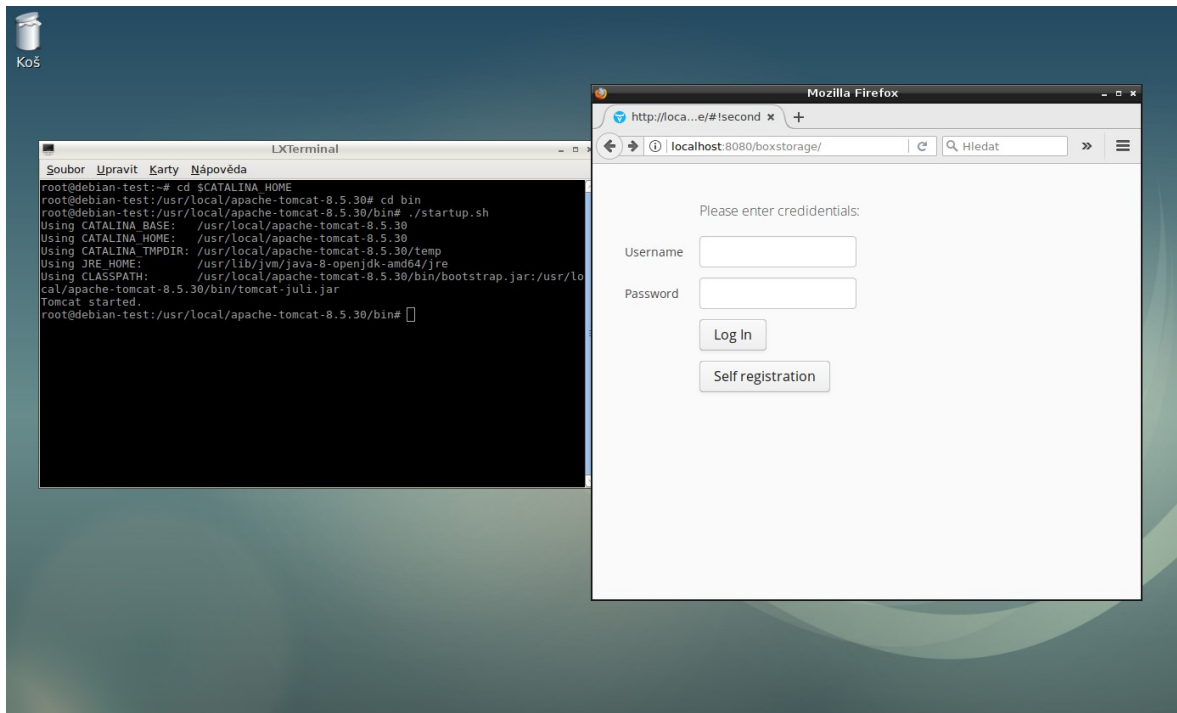 Koš
LXTerminal
Soubor Upravit Karty Nápověda
root@debian-test:~# cd $CATALINA_HOME
root@debian-test:/usr/local/apache-tomcat-8.5.30# cd bin
root@debian-test:/usr/local/apache-tomcat-8.5.30/bin# ./startup.sh
Using CATALINA_BASE:   /usr/local/apache-tomcat-8.5.30
Using CATALINA_HOME:   /usr/local/apache-tomcat-8.5.30
Using CATALINA_TMPDIR: /usr/local/apache-tomcat-8.5.30/temp
Using JRE_HOME:        /usr/lib/jvm/java-8-openjdk-amd64/jre
Using CLASSPATH:       /usr/local/apache-tomcat-8.5.30/bin/bootstrap.jar:/usr/lo
cal/apache-tomcat-8.5.30/bin/tomcat-juli.jar
Tomcat started.
root@debian-test:/usr/local/apache-tomcat-8.5.30/bin#
Mozilla Firefox
http://loca...e/#!second
localhost:8080/boxstorage/ Hledat
Please enter credidentials:
Username
Password
Log In
Self registration